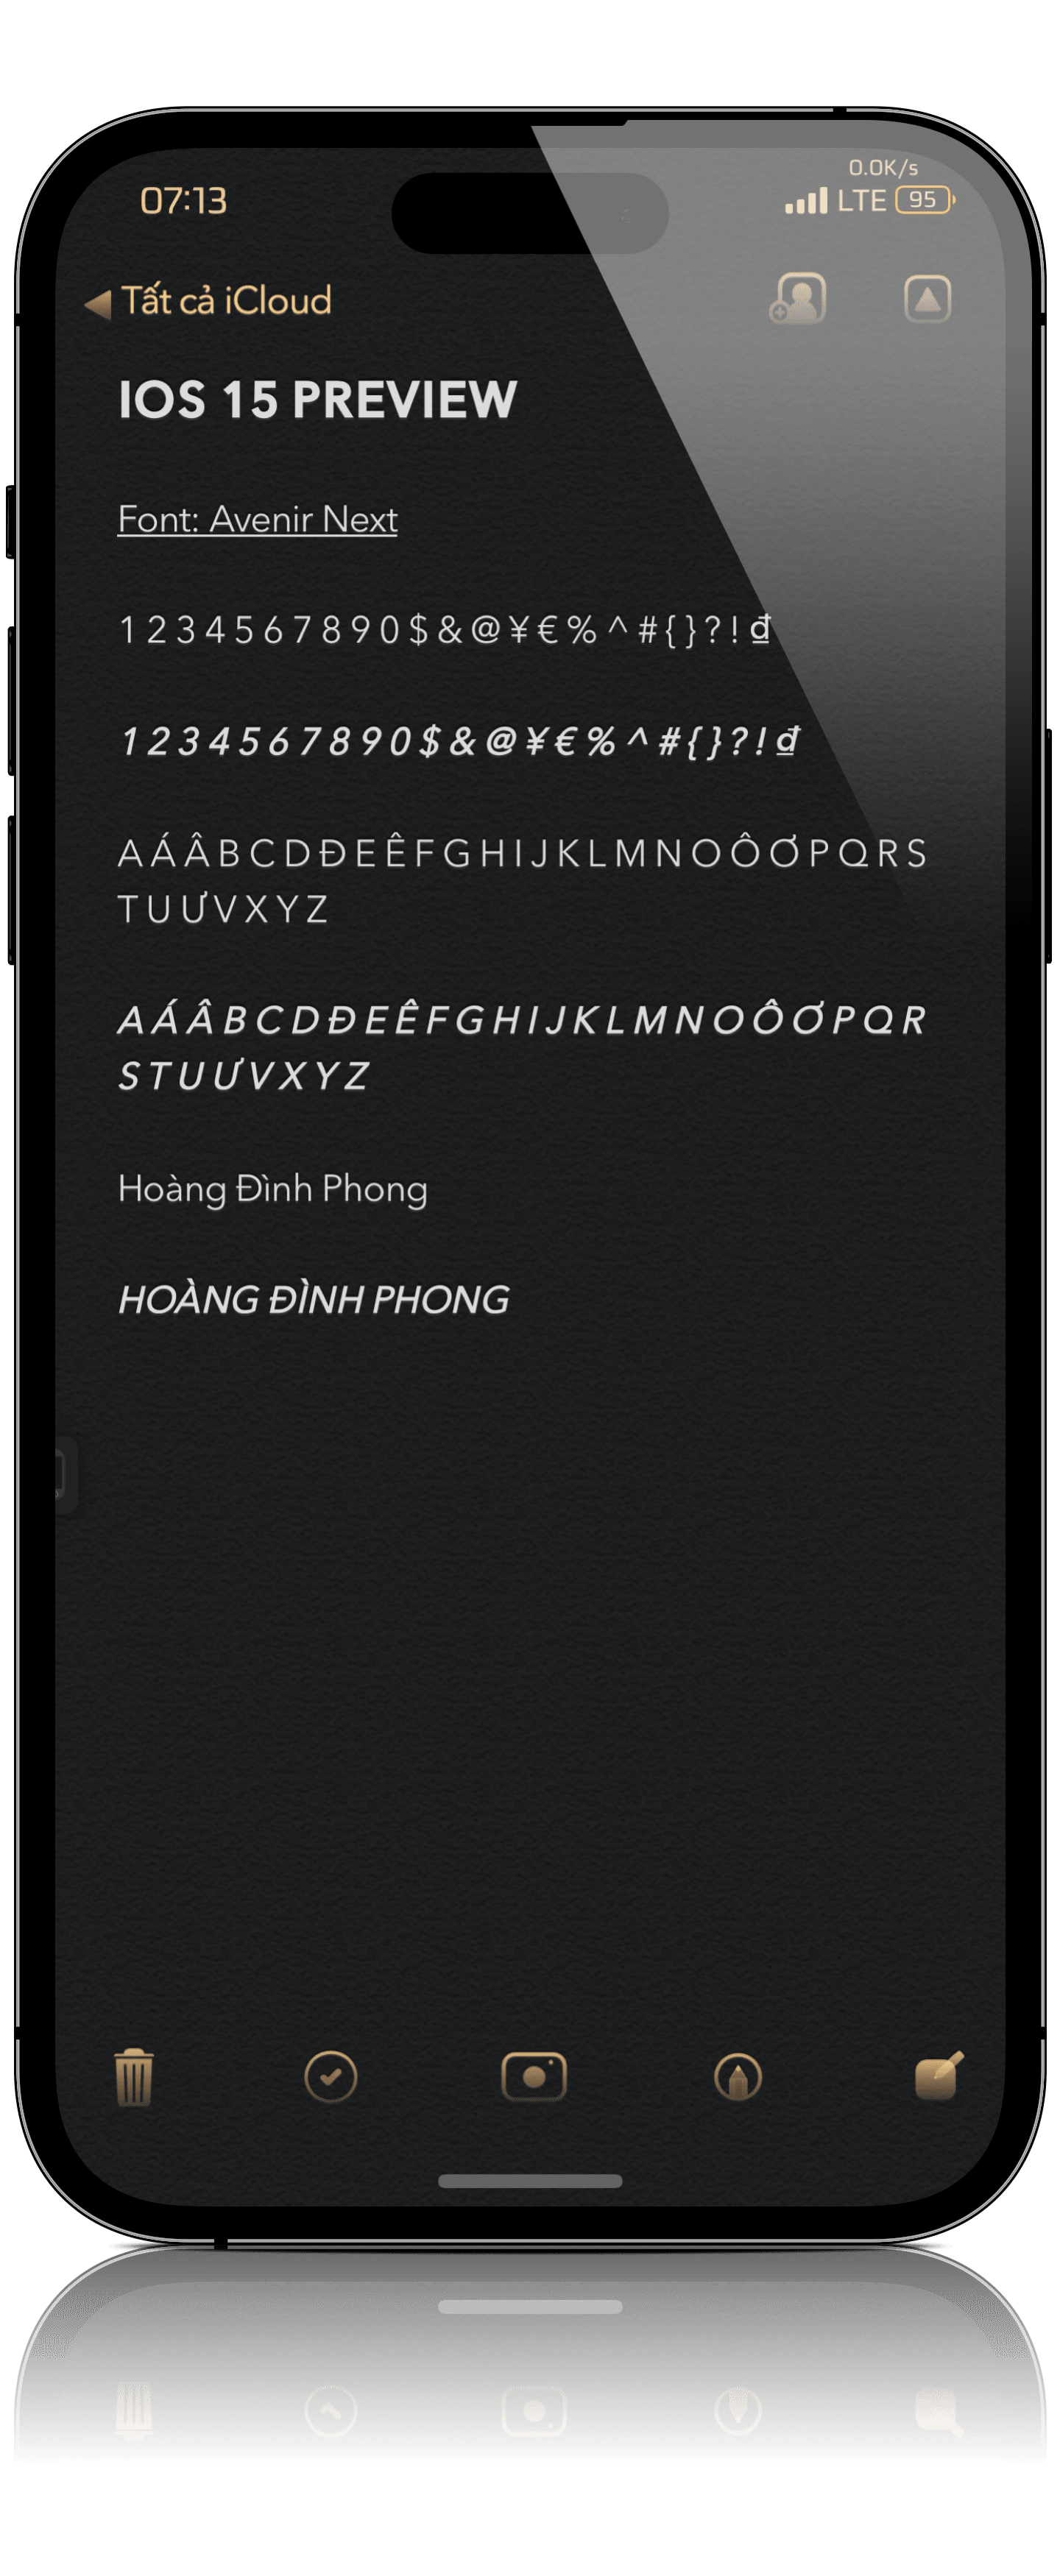 07:13
0.0K/s
LTE 95
Tất cả iCloud
IOS 15 PREVIEW
Font: Avenir Next
1 2 3 4 5 6 7 8 9 0 $ & @ ¥ € % ^ # { } ? ! đ
1 2 3 4 5 6 7 8 9 0 $ & @ ¥ € % ^ # { } ? ! đ
A Á Â B C D Đ E Ê F G H I J K L M N O Ô Ơ P Q R S
T U Ư V X Y Z
A Á Â B C D Đ E Ê F G H I J K L M N O Ô Ơ P Q R
S T U Ư V X Y Z
Hoàng Đình Phong
HOÀNG ĐÌNH PHONG